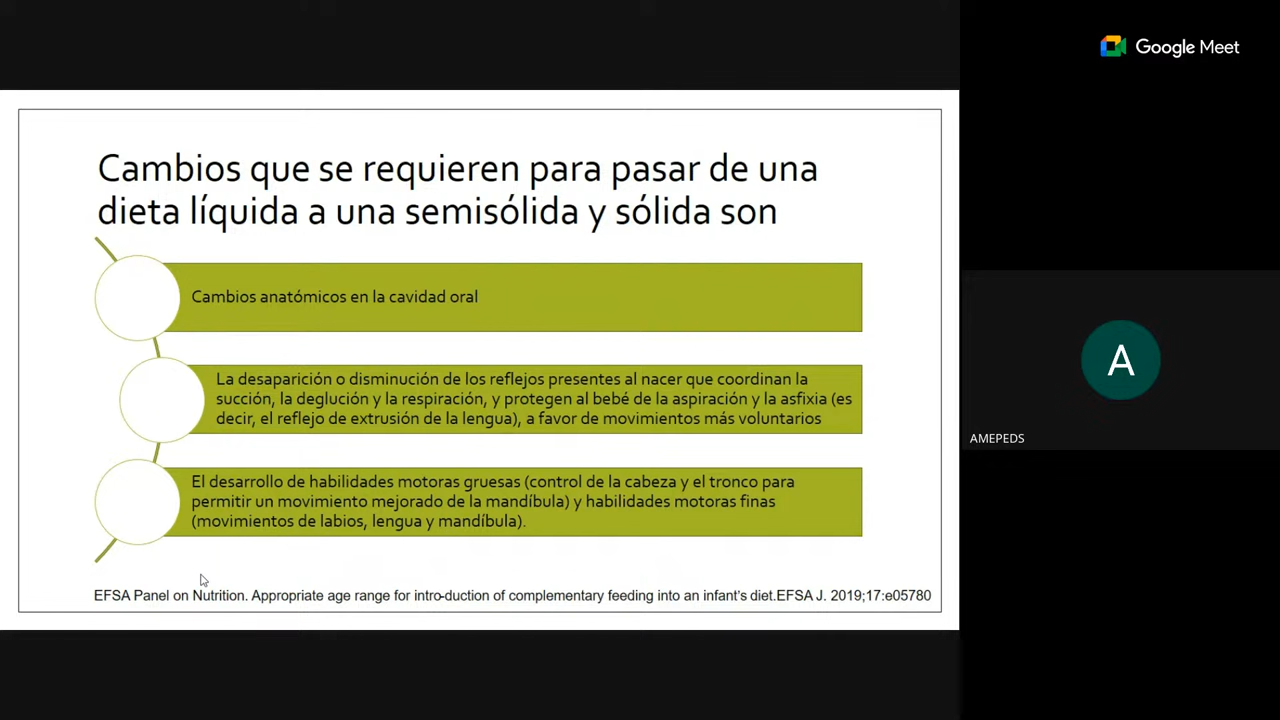 Google Meet
Cambios que se requieren para pasar de una
dieta líquida a una semisólida y sólida son
Cambios anatómicos en la cavidad oral
La desaparición o disminución de los reflejos presentes al nacer que coordinan la
succión, la deglución y la respiración, y protegen al bebé de la aspiración y la asfixia (es
decir, el reflejo de extrusión de la lengua), a favor de movimientos más voluntarios
El desarrollo de habilidades motoras gruesas (control de la cabeza y el tronco para
permitir un movimiento mejorado de la mandíbula) y habilidades motoras finas
(movimientos de labios, lengua y mandíbula).
EFSA Panel on Nutrition. Appropriate age range for intro-duction of complementary feeding into an infant's diet.EFSA J. 2019;17:e05780
A
AMEPEDS